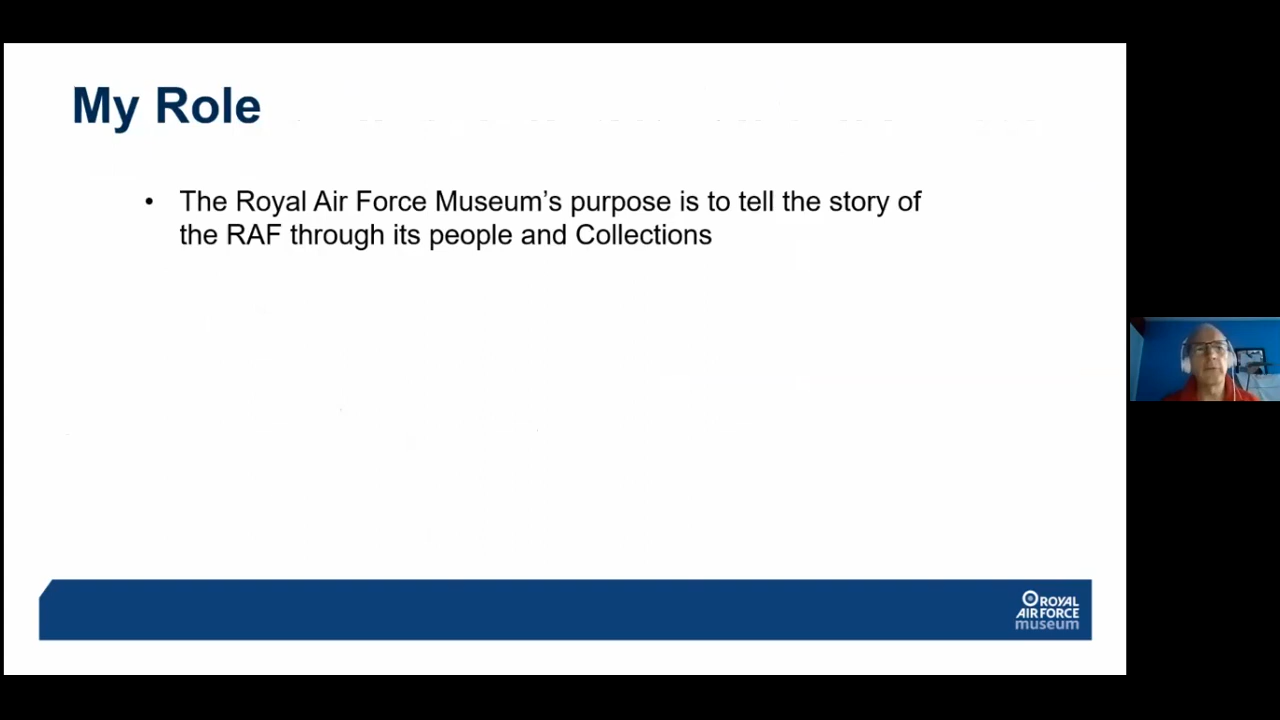 My Role
• The Royal Air Force Museum’s purpose is to tell the story of
the RAF through its people and Collections
ROYAL
AIR FORCE
museum